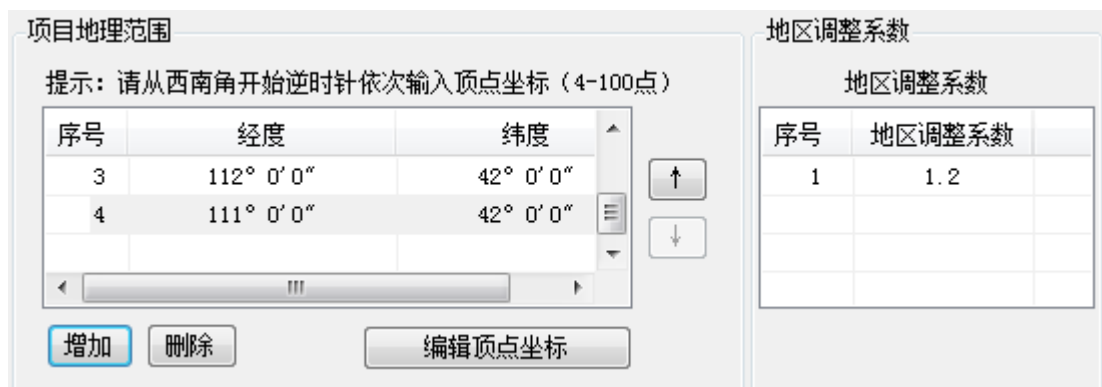 项目地理范围
提示：请从西南角开始逆时针依次输入顶点坐标（4-100点）
序号 经度 纬度
3 112° 0′0″ 42° 0′0″
4 111° 0′0″ 42° 0′0″
↑
↓
增加 删除 编辑顶点坐标
地区调整系数
地区调整系数
序号 地区调整系数
1 1.2